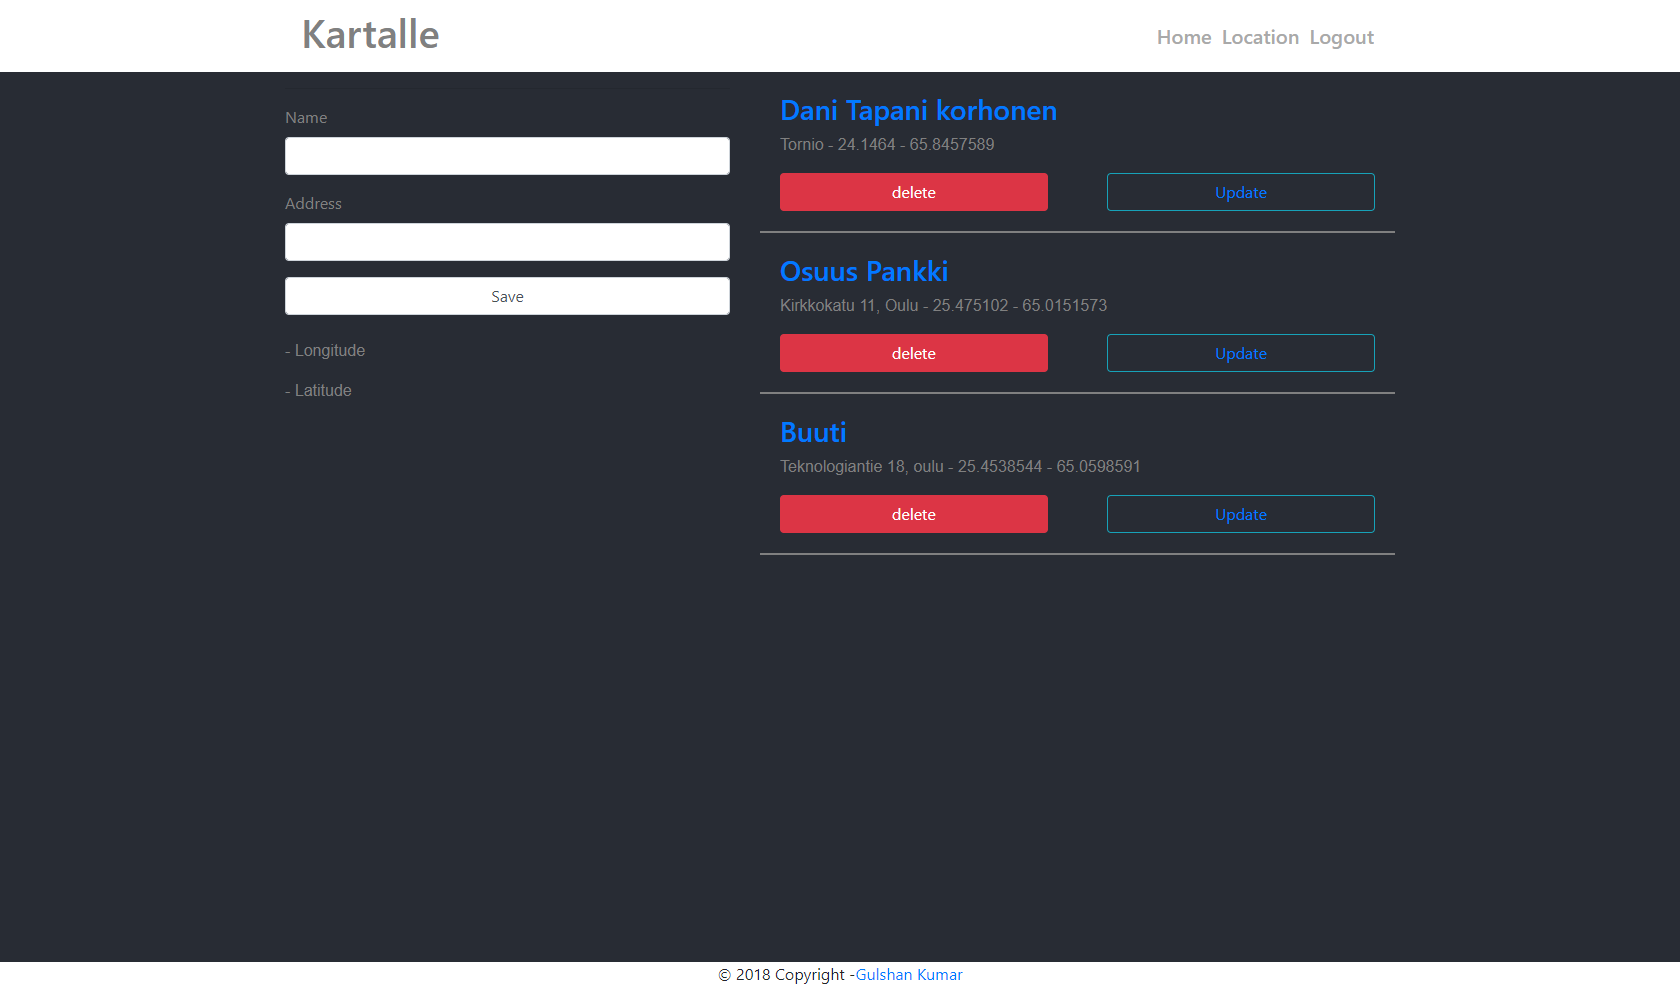 Kartalle
Home Location Logout
Name
Address
Save
- Longitude
- Latitude
Dani Tapani korhonen
Tornio - 24.1464 - 65.8457589
delete Update
Osuus Pankki
Kirkkokatu 11, Oulu - 25.475102 - 65.0151573
delete Update
Buuti
Teknologiantie 18, oulu - 25.4538544 - 65.0598591
delete Update
© 2018 Copyright -Gulshan Kumar